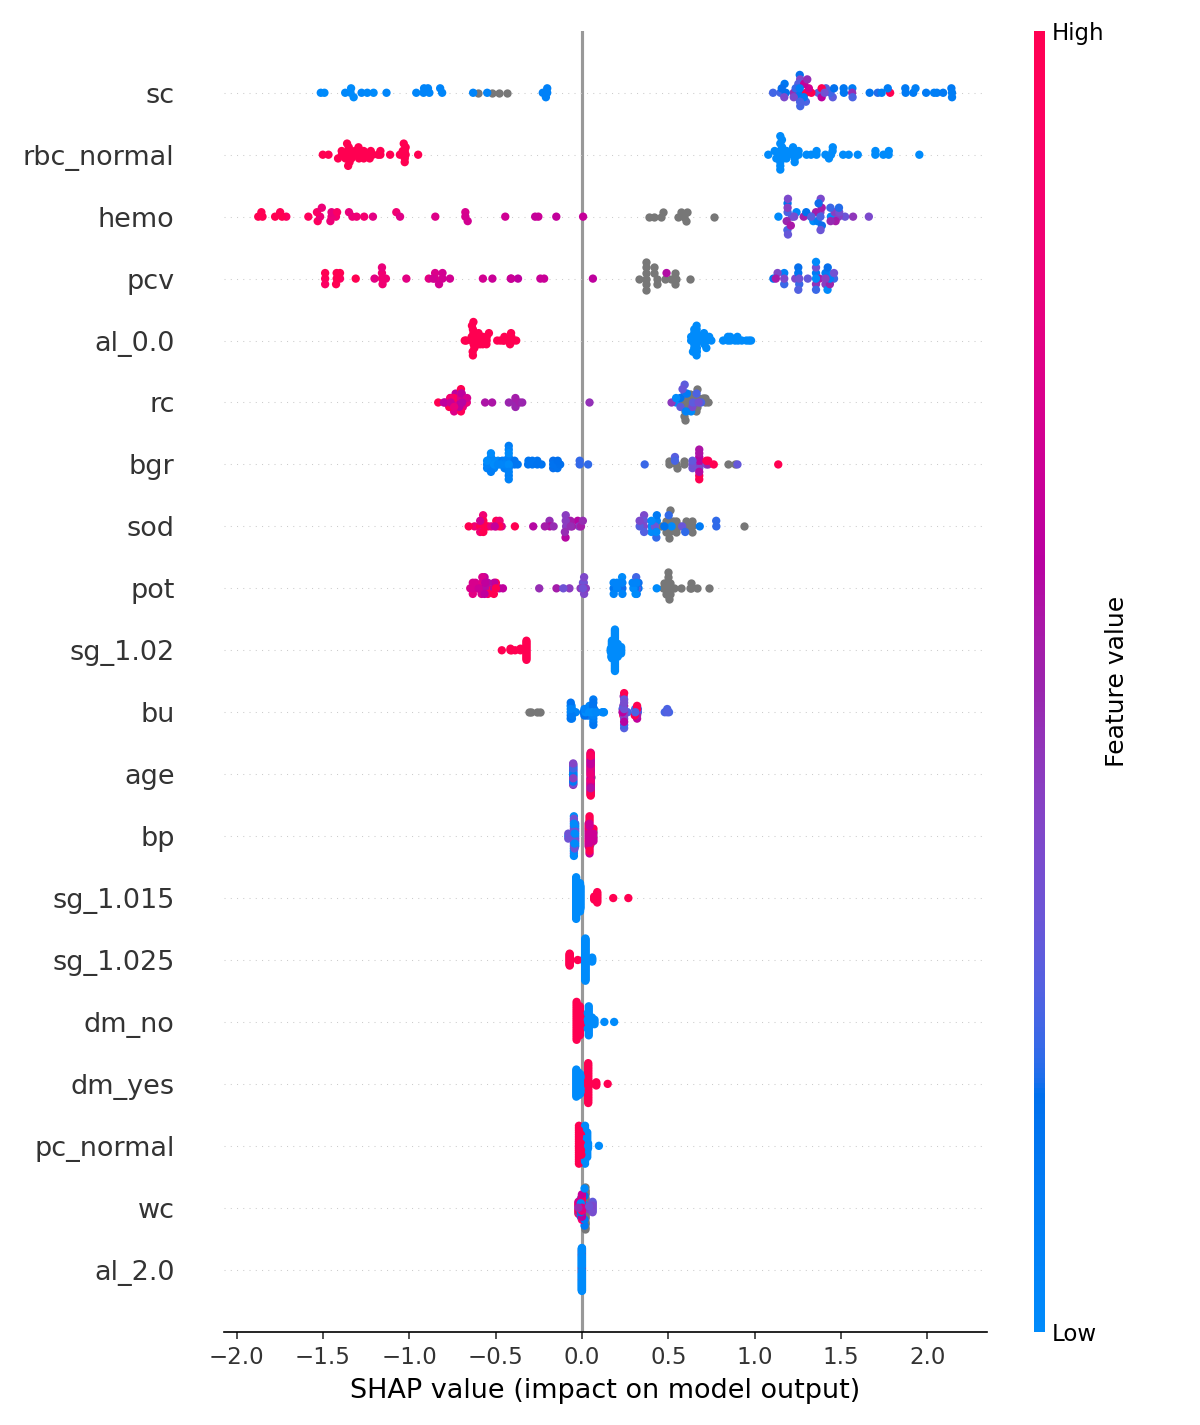 High
sc
rbc_normal
hemo
pcv
al_0.0
rc
bgr
sod
pot
sg_1.02
bu
age
bp
sg_1.015
sg_1.025
dm_no
dm_yes
pc_normal
wc
al_2.0
Feature value
Low
−2.0 −1.5 −1.0 −0.5 0.0 0.5 1.0 1.5 2.0
SHAP value (impact on model output)